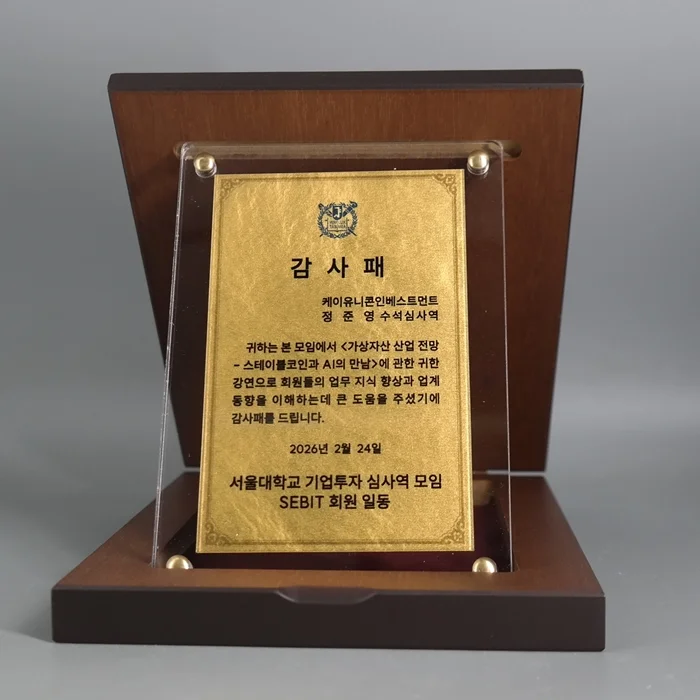 감 사 패
케이유니콘인베스트먼트
정 준 영 수석심사역
귀하는 본 모임에서 <가상자산 산업 전망
- 스테이블코인과 AI의 만남>에 관한 귀한
강연으로 회원들의 업무 지식 향상과 업계
동향을 이해하는데 큰 도움을 주셨기에
감사패를 드립니다.
2026년 2월 24일
서울대학교 기업투자 심사역 모임
SEBIT 회원 일동